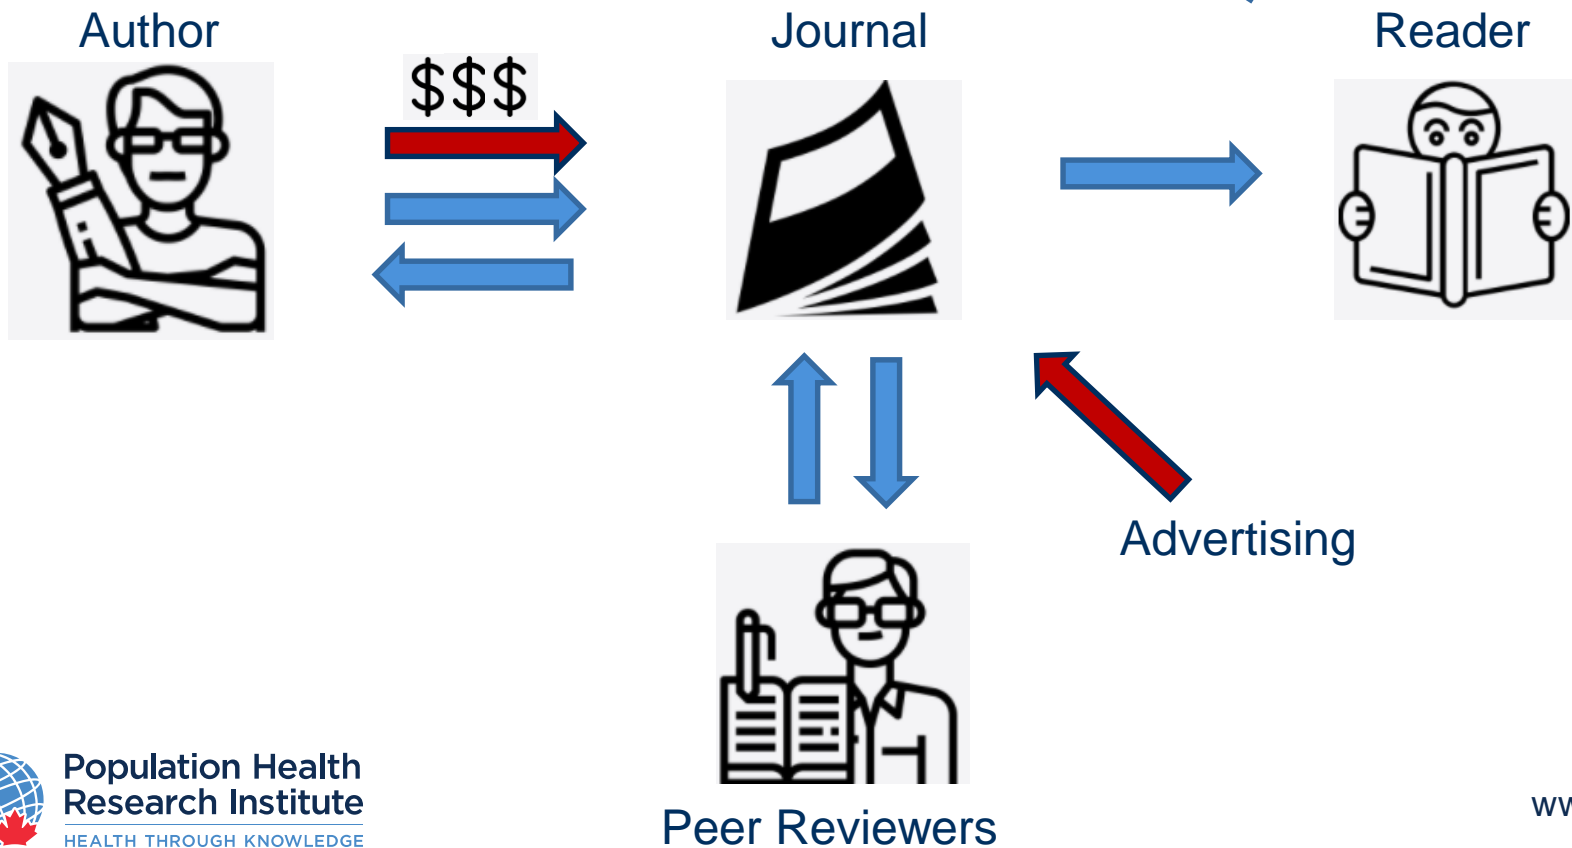 Author
Journal
Reader
$$$
Advertising
Peer Reviewers
Population Health
Research Institute
HEALTH THROUGH KNOWLEDGE